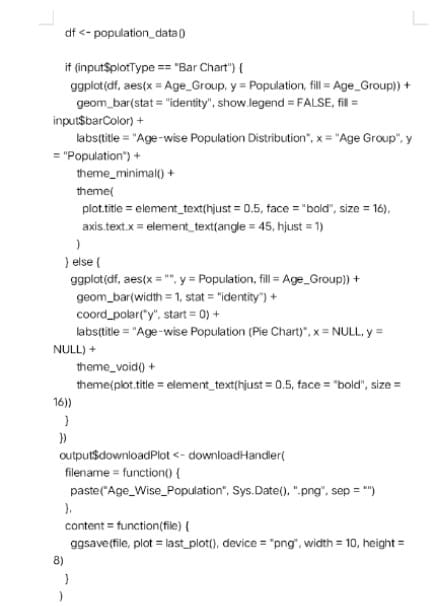 df <- population_data()
if (input$plotType == "Bar Chart") {
ggplot(df, aes(x = Age_Group, y = Population, fill = Age_Group)) +
geom_bar(stat = "identity", show.legend = FALSE, fill =
input$barColor) +
labs(title = "Age-wise Population Distribution", x = "Age Group", y
= "Population") +
theme_minimal() +
theme(
plot.title = element_text(hjust = 0.5, face = "bold", size = 16),
axis.text.x = element_text(angle = 45, hjust = 1)
)
} else {
ggplot(df, aes(x = "", y = Population, fill = Age_Group)) +
geom_bar(width = 1, stat = "identity") +
coord_polar("y", start = 0) +
labs(title = "Age-wise Population (Pie Chart)", x = NULL, y =
NULL) +
theme_void() +
theme(plot.title = element_text(hjust = 0.5, face = "bold", size =
16))
}
})
output$downloadPlot <- downloadHandler(
filename = function() {
paste("Age_Wise_Population", Sys.Date(), ".png", sep = "")
},
content = function(file) {
ggsave(file, plot = last_plot(), device = "png", width = 10, height =
8)
}
)